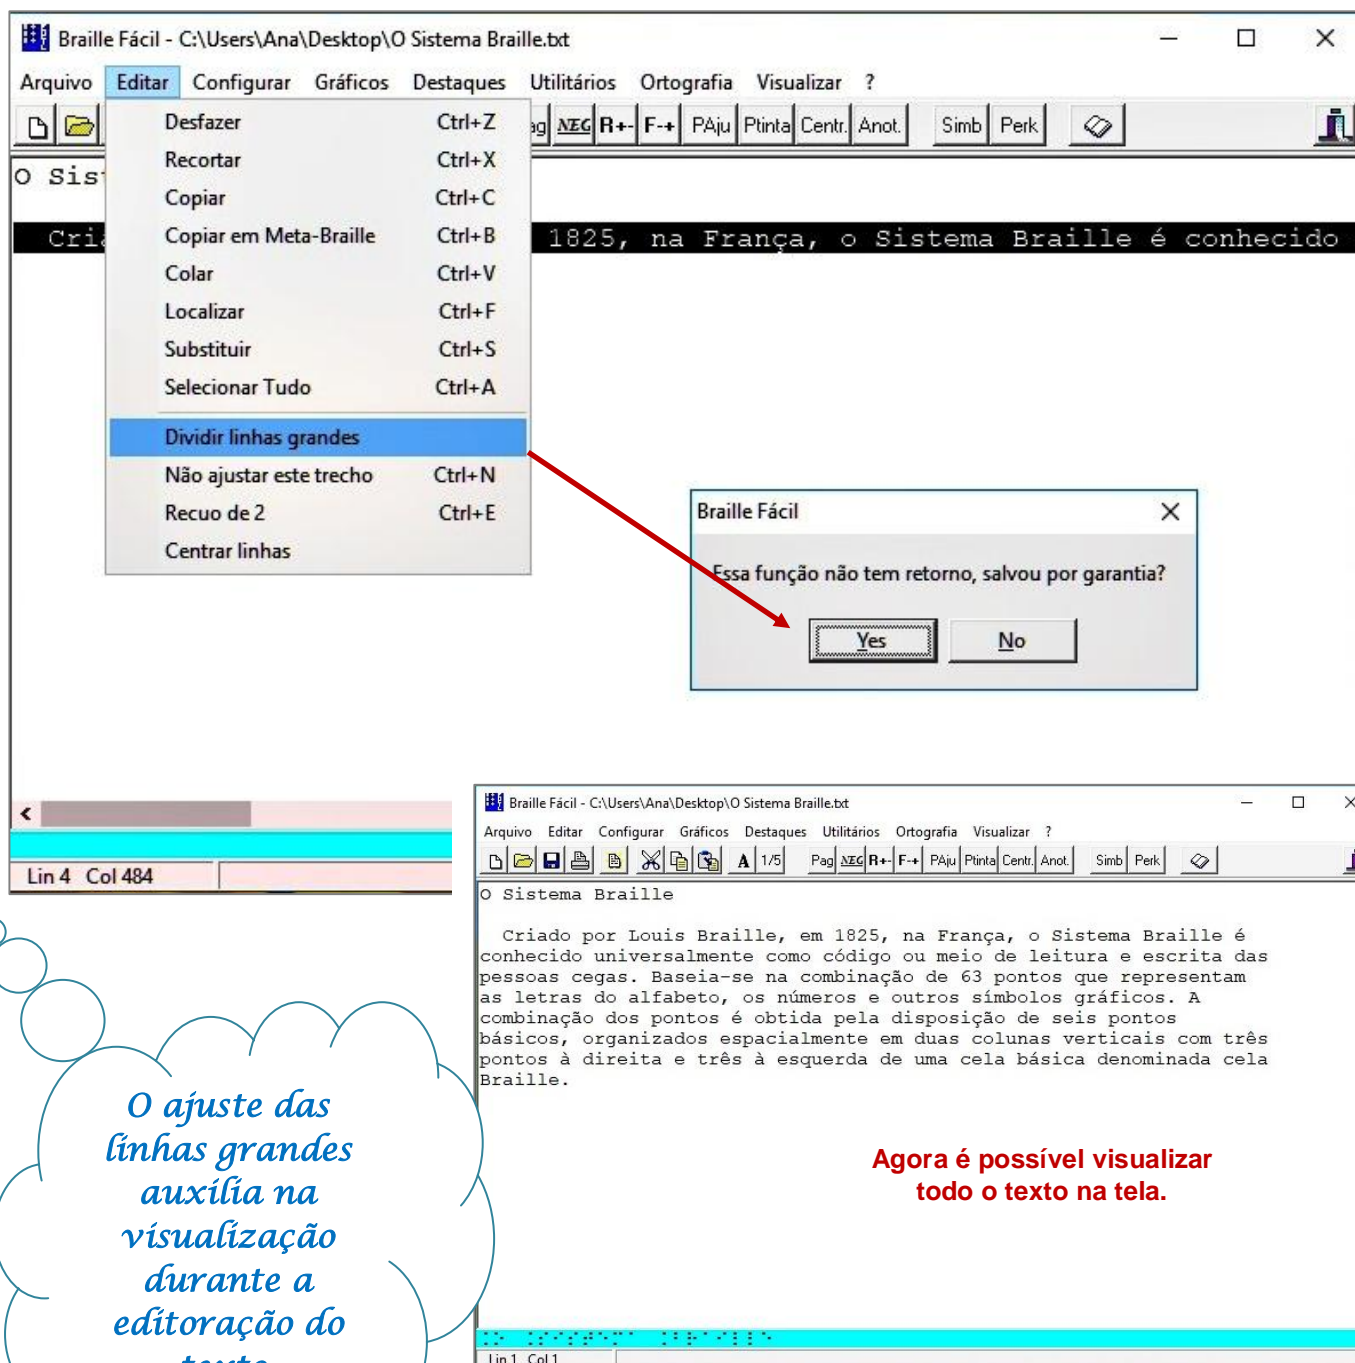 Braille Fácil - C:\Users\Ana\Desktop\O Sistema Braille.txt
Arquivo Editar Configurar Gráficos Destaques Utilitários Ortografia Visualizar ?
NEG R+- F-+ PAju Ptinta Centr. Anot. Simb Perk
O Sis
Desfazer Ctrl+Z
Recortar Ctrl+X
Copiar Ctrl+C
Copiar em Meta-Braille Ctrl+B
Colar Ctrl+V
Localizar Ctrl+F
Substituir Ctrl+S
Selecionar Tudo Ctrl+A
Dividir linhas grandes
Não ajustar este trecho Ctrl+N
Recuo de 2 Ctrl+E
Centrar linhas
Cria 1825, na França, o Sistema Braille é conhecido
Braille Fácil
Essa função não tem retorno, salvou por garantia?
Yes No
Lin 4 Col 484
Braille Fácil - C:\Users\Ana\Desktop\O Sistema Braille.txt
Arquivo Editar Configurar Gráficos Destaques Utilitários Ortografia Visualizar ?
A 1/5 Pag NEG R+- F-+ PAju Ptinta Centr. Anot. Simb Perk
O Sistema Braille
Criado por Louis Braille, em 1825, na França, o Sistema Braille é
conhecido universalmente como código ou meio de leitura e escrita das
pessoas cegas. Baseia-se na combinação de 63 pontos que representam
as letras do alfabeto, os números e outros símbolos gráficos. A
combinação dos pontos é obtida pela disposição de seis pontos
básicos, organizados espacialmente em duas colunas verticais com três
pontos à direita e três à esquerda de uma cela básica denominada cela
Braille.
Agora é possível visualizar
todo o texto na tela.
Lin 1 Col 1
O ajuste das
linhas grandes
auxilia na
visualização
durante a
editoração do
texto